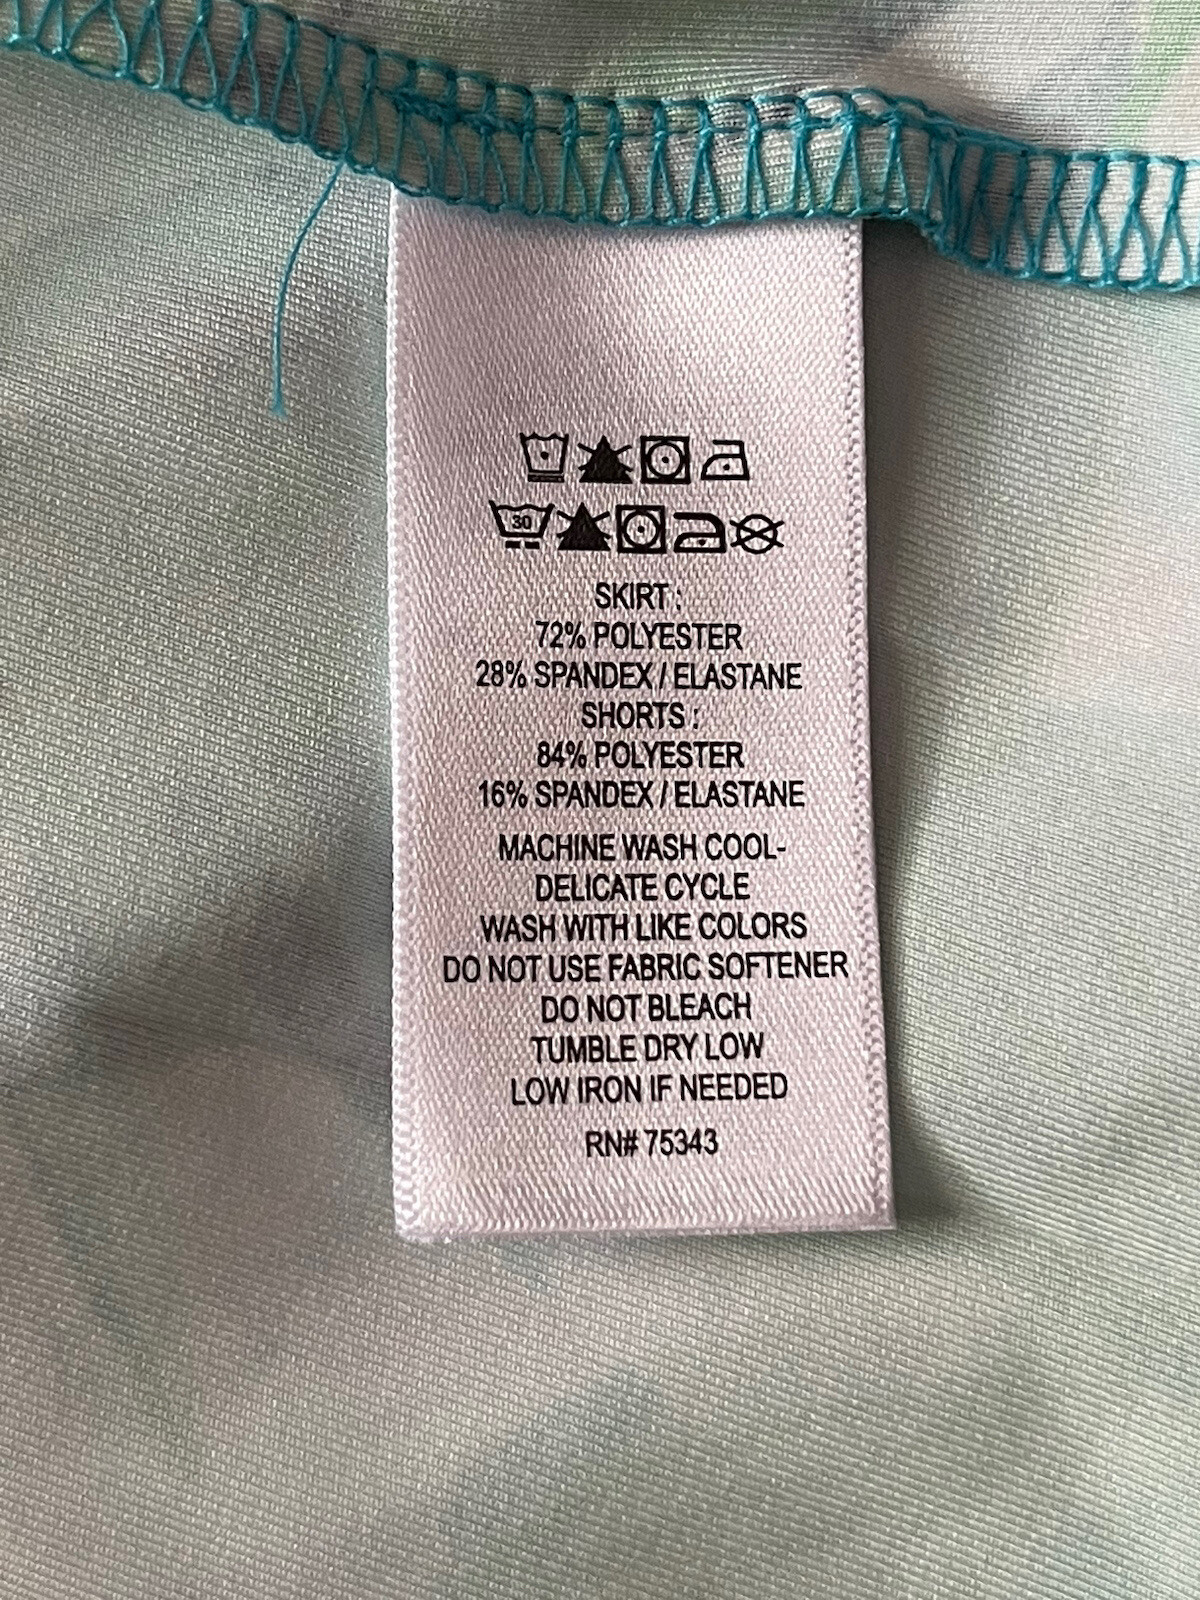 30
SKIRT :
72% POLYESTER
28% SPANDEX / ELASTANE
SHORTS :
84% POLYESTER
16% SPANDEX / ELASTANE
MACHINE WASH COOL-
DELICATE CYCLE
WASH WITH LIKE COLORS
DO NOT USE FABRIC SOFTENER
DO NOT BLEACH
TUMBLE DRY LOW
LOW IRON IF NEEDED
RN# 75343